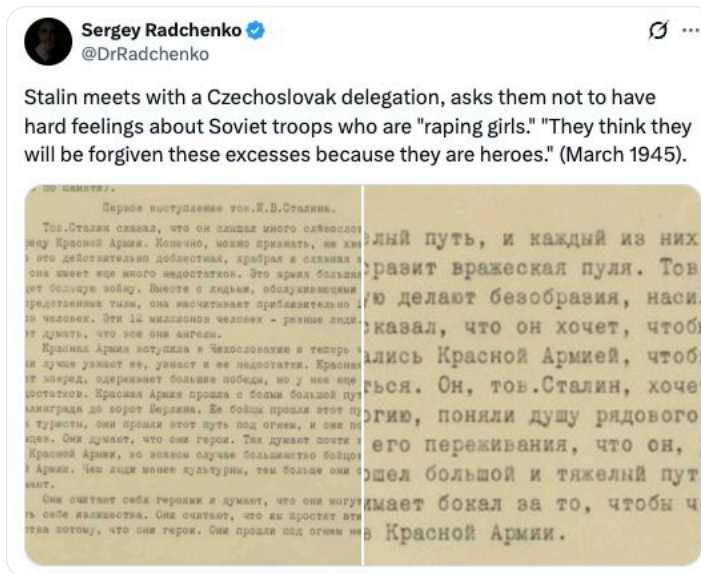 Sergey Radchenko
@DrRadchenko
Stalin meets with a Czechoslovak delegation, asks them not to have
hard feelings about Soviet troops who are "raping girls." "They think they
will be forgiven these excesses because they are heroes." (March 1945).
по памяти).
Первое выступление тов.И.В.Сталина.
Тов.Сталин сказал, что он слышал много
Красной Армии. Конечно, можно признать, не
это действительно доблестная, храбрая и славная
она имеет еще много недостатков. Это армия большая
большую войну. Вместе с людьми, обслуживающими
тылы, она насчитывает приблизительно
человек. Эти 12 миллионов человек - разные люди.
думать, что все они ангелы.
Красная Армия вступила в Чехословакию и теперь
лучше узнает ее, узнает и ее недостатки. Красная
вперед, одерживает большие победы, но у нее еще
Красная Армия прошла с боями большой
до ворот Берлина. Ее бойцы прошли этот
туристы, они прошли этот путь под огнем, и они
Они думают, что они герои. Так думает почти
Красной Армии, во всяком случае большинство бойцов
Армии. Чем люди менее культурны, тем больше они
Они считают себя героями и думают, что они могут
себе излишества. Они считают, что им простят эти
потому, что они герои. Они прошли под огнем
лый путь, и каждый из них
сразит вражеская пуля. Тов
ую делают безобразия, наси
сказал, что он хочет, чтоб
ались Красной Армией, чтоб
ться. Он, тов.Сталин, хоче
огию, поняли душу рядового
его переживания, что он,
ошел большой и тяжелый пут
имает бокал за то, чтобы ч
в Красной Армии.